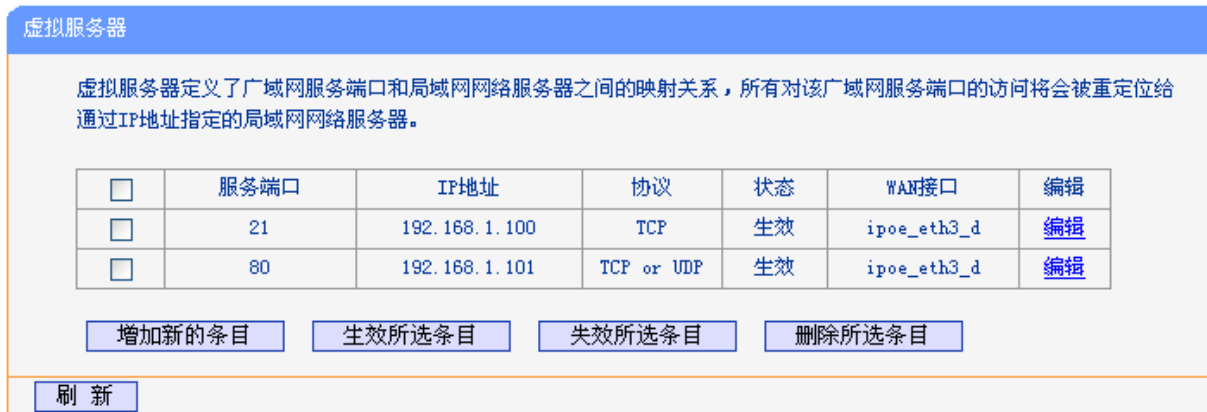 虚拟服务器
虚拟服务器定义了广域网服务端口和局域网网络服务器之间的映射关系，所有对该广域网服务端口的访问将会被重定位给
通过IP地址指定的局域网网络服务器。
服务端口 IP地址 协议 状态 WAN接口 编辑
21 192.168.1.100 TCP 生效 ipoe_eth3_d 编辑
80 192.168.1.101 TCP or UDP 生效 ipoe_eth3_d 编辑
增加新的条目 生效所选条目 失效所选条目 删除所选条目
刷 新